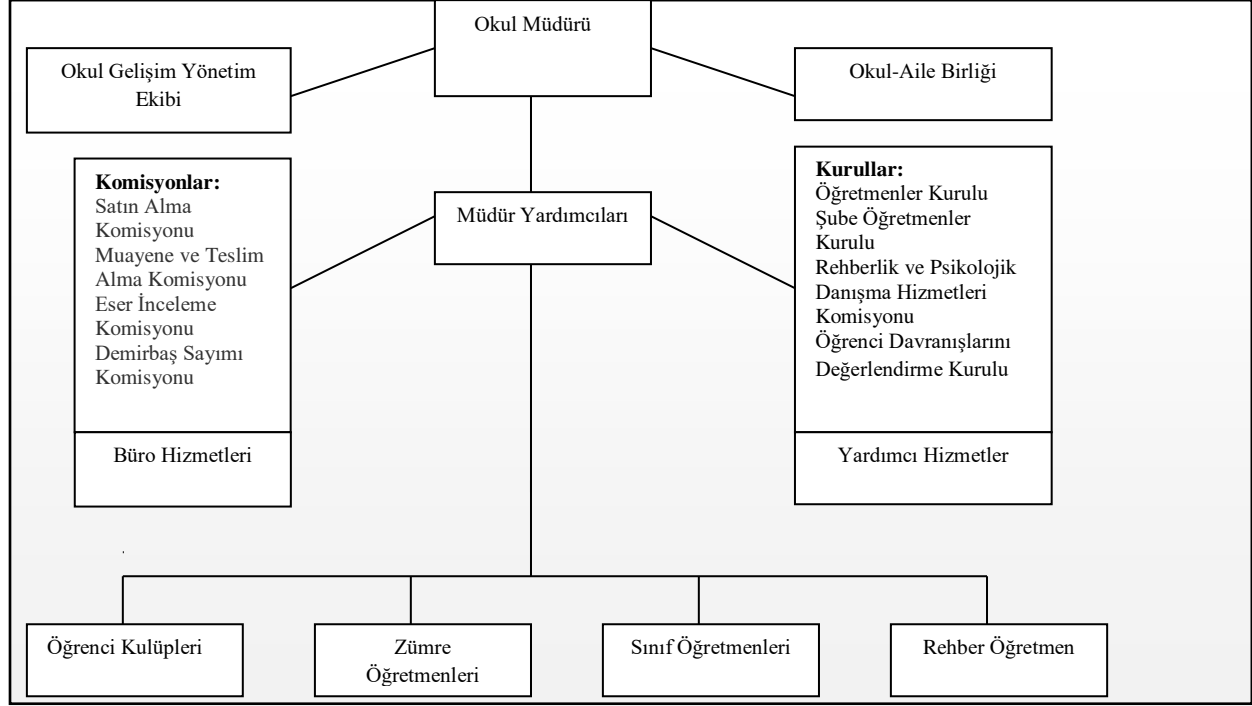 Okul Müdürü
Okul Gelişim Yönetim
Ekibi
Okul-Aile Birliği
Komisyonlar:
Satın Alma
Komisyonu
Muayene ve Teslim
Alma Komisyonu
Eser İnceleme
Komisyonu
Demirbaş Sayımı
Komisyonu
Müdür Yardımcıları
Kurullar:
Öğretmenler Kurulu
Şube Öğretmenler
Kurulu
Rehberlik ve Psikolojik
Danışma Hizmetleri
Komisyonu
Öğrenci Davranışlarını
Değerlendirme Kurulu
Büro Hizmetleri
Yardımcı Hizmetler
Öğrenci Kulüpleri
Zümre
Öğretmenleri
Sınıf Öğretmenleri
Rehber Öğretmen